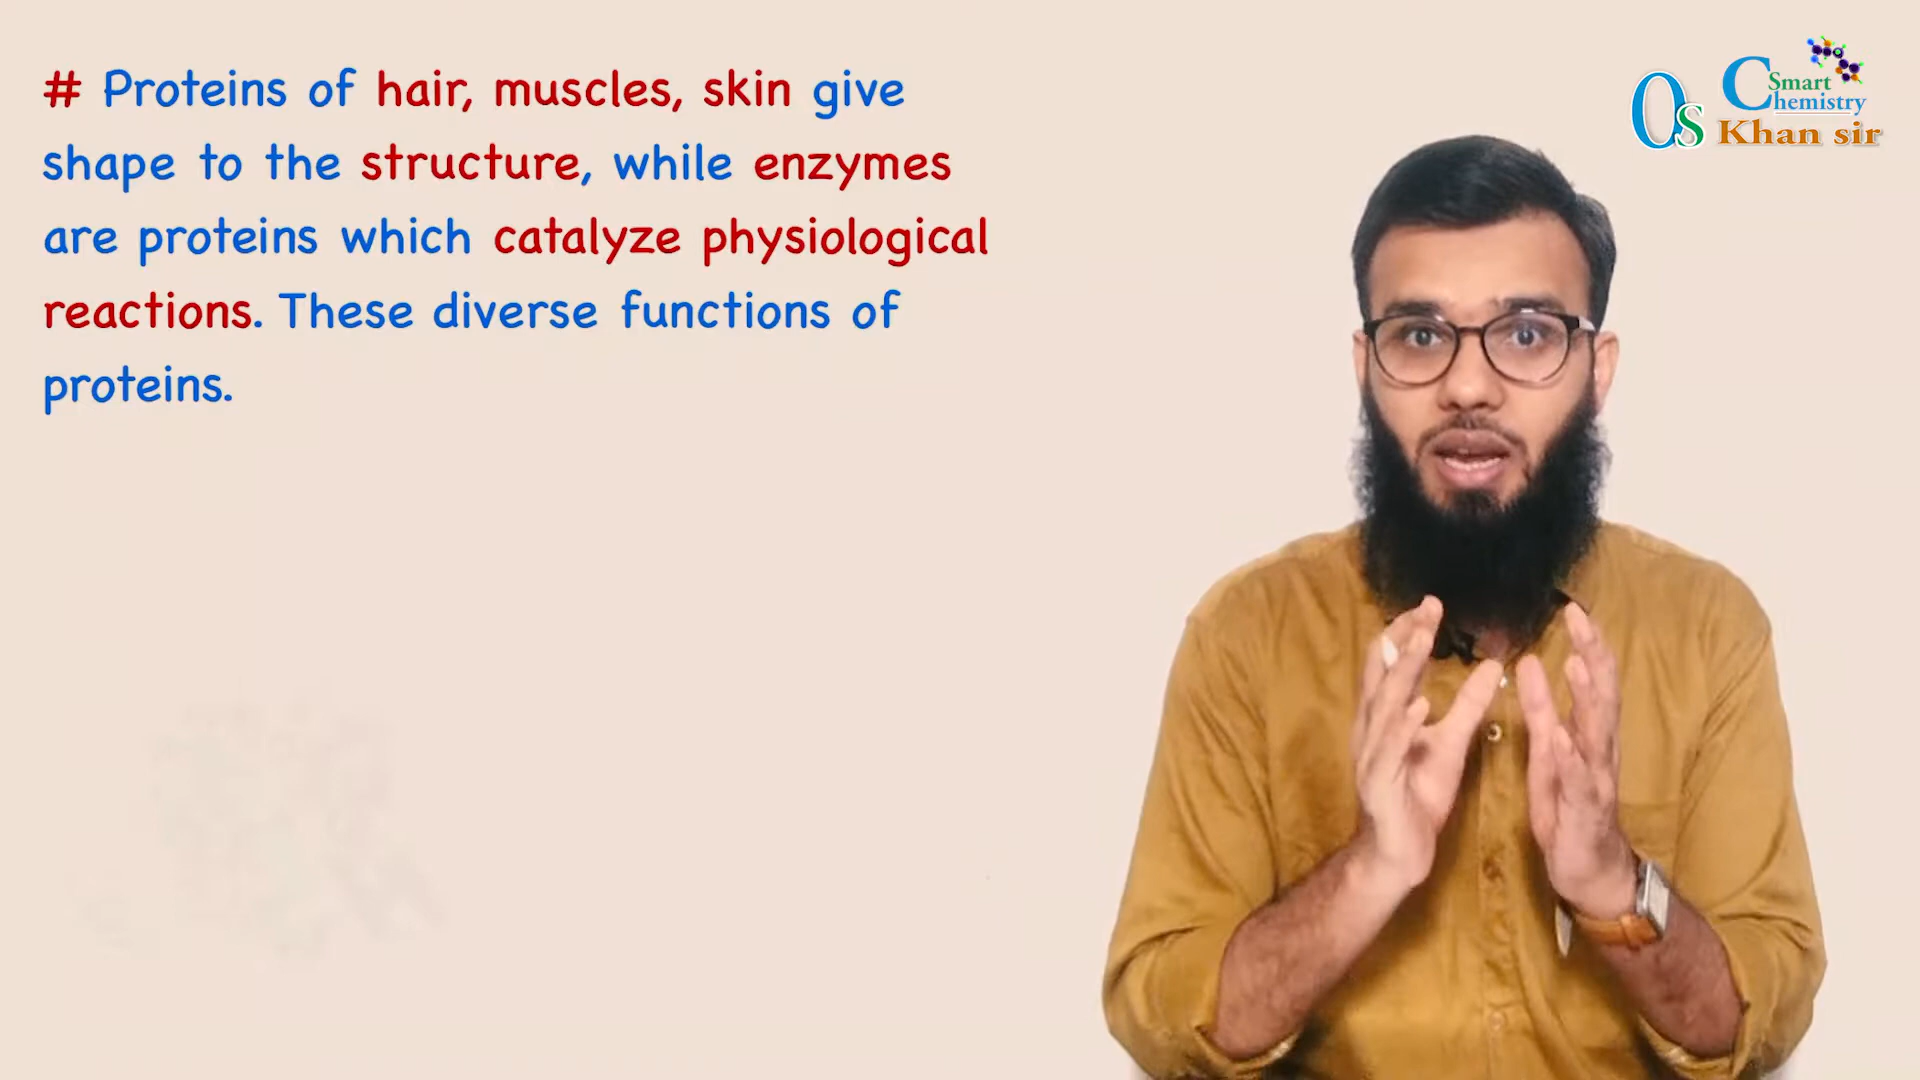 # Proteins of hair, muscles, skin give
shape to the structure, while enzymes
are proteins which catalyze physiological
reactions. These diverse functions of
proteins.
Os Smart Chemistry
Khan sir